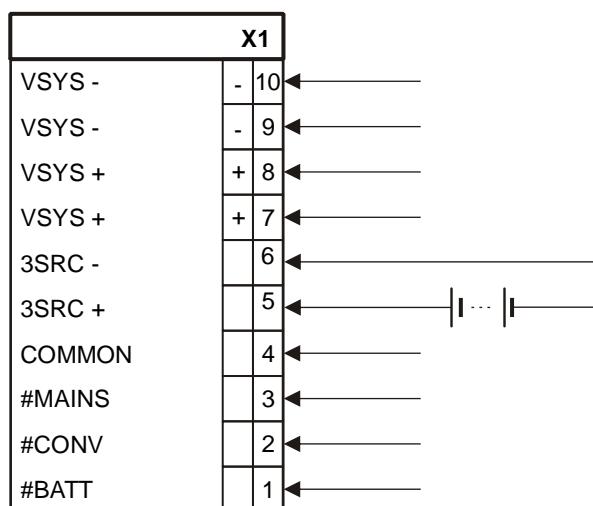 X1
VSYS - - 10
VSYS - - 9
VSYS + + 8
VSYS + + 7
3SRC - 6
3SRC + 5
COMMON 4
#MAINS 3
#CONV 2
#BATT 1